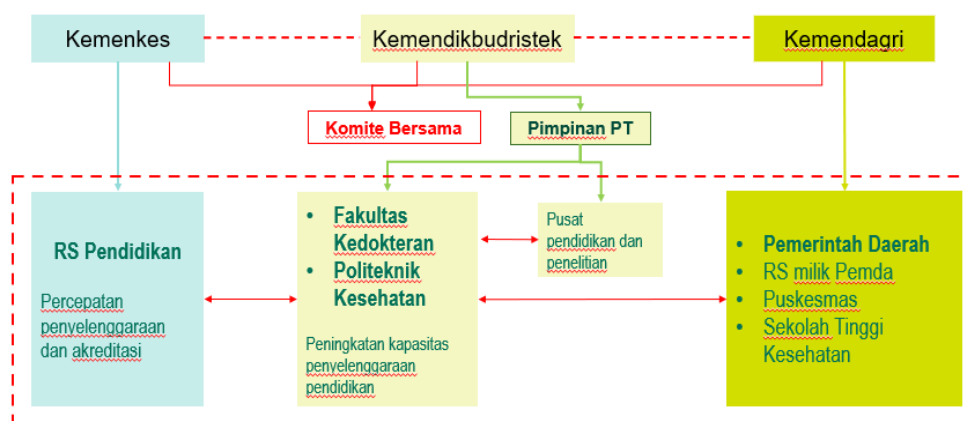 Kemenkes
Kemendikbudristek
Kemendagri
Komite Bersama
Pimpinan PT
RS Pendidikan
Percepatan
penyelenggaraan
dan akreditasi
• Fakultas
Kedokteran
• Politeknik
Kesehatan
Peningkatan kapasitas
penyelenggaraan
pendidikan
Pusat
pendidikan dan
penelitian
• Pemerintah Daerah
• RS milik Pemda
• Puskesmas
• Sekolah Tinggi
Kesehatan